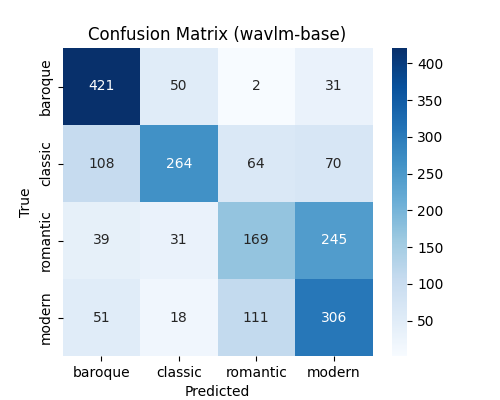 Confusion Matrix (wavlm-base)
True
baroque 421 50 2 31
classic 108 264 64 70
romantic 39 31 169 245
modern 51 18 111 306
baroque classic romantic modern
Predicted
400
350
300
250
200
150
100
50